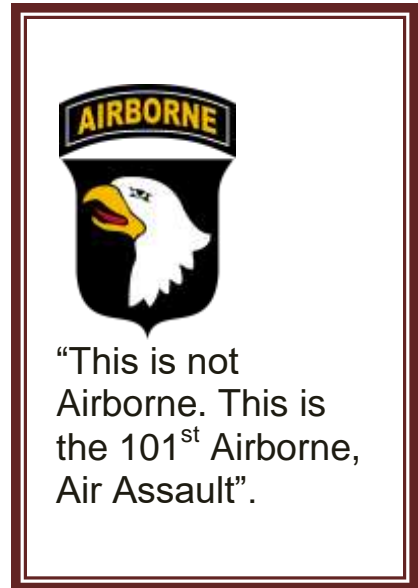 AIRBORNE
“This is not
Airborne. This is
the 101st Airborne,
Air Assault”.